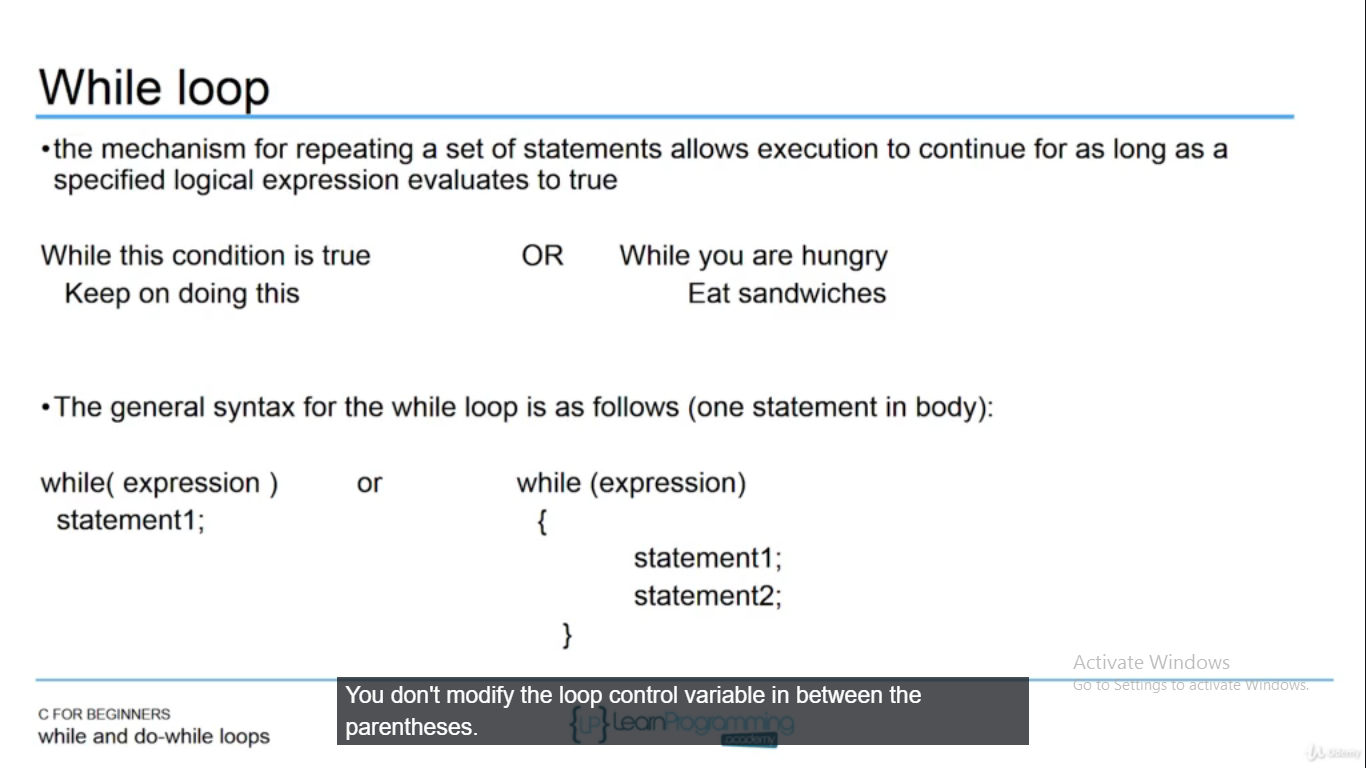 While loop
•the mechanism for repeating a set of statements allows execution to continue for as long as a
specified logical expression evaluates to true
While this condition is true OR While you are hungry
Keep on doing this Eat sandwiches
•The general syntax for the while loop is as follows (one statement in body):
while( expression ) or while (expression)
statement1; {
statement1;
statement2;
}
Activate Windows
Go to Settings to activate Windows.
You don't modify the loop control variable in between the
parentheses.
C FOR BEGINNERS
while and do-while loops
{LP} LearnProgramming
academy
Udemy